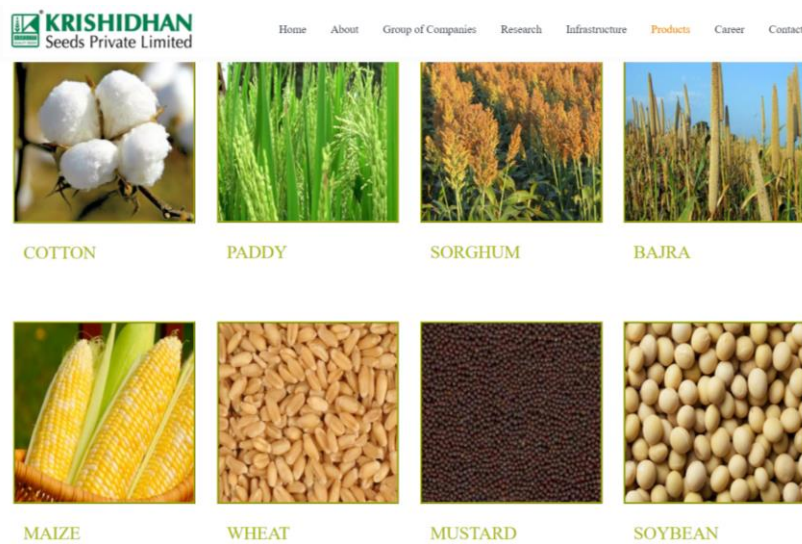 KRISHIDHAN
Seeds Private Limited
Home About Group of Companies Research Infrastructure Products Career Contact
COTTON PADDY SORGHUM BAJRA
MAIZE WHEAT MUSTARD SOYBEAN